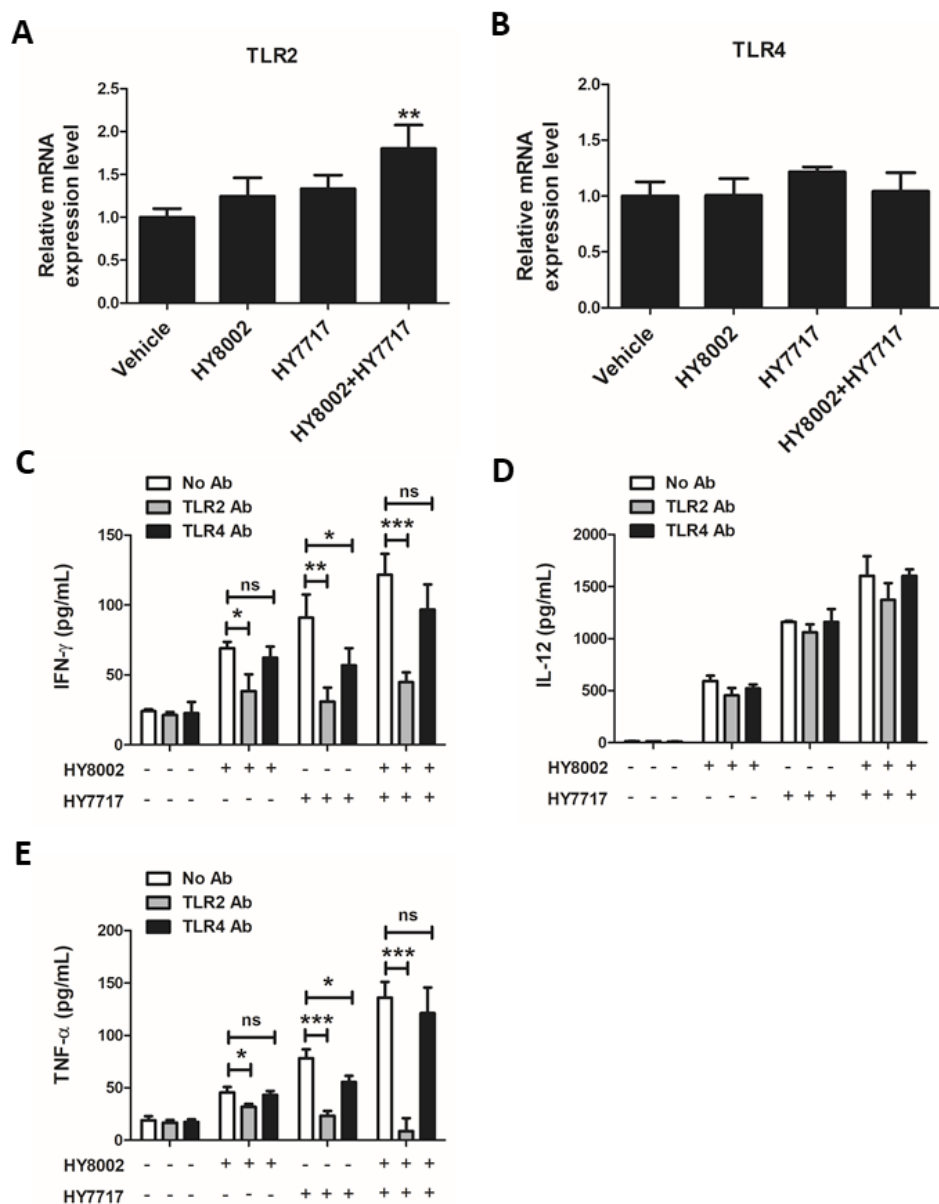 A
TLR2
Relative mRNA
expression level
2.5
2.0
1.5
1.0
0.5
0.0
**
Vehicle
HY8002
HY7717
HY8002+HY7717
B
TLR4
Relative mRNA
expression level
2.0
1.5
1.0
0.5
0.0
Vehicle
HY8002
HY7717
HY8002+HY7717
C
No Ab
TLR2 Ab
TLR4 Ab
IFN-γ (pg/mL)
150
100
50
0
ns
*
*
**
ns
***
HY8002 - - - + + + - - - + + +
HY7717 - - - - - - + + + + + +
D
No Ab
TLR2 Ab
TLR4 Ab
IL-12 (pg/mL)
2000
1500
1000
500
0
HY8002 - - - + + + - - - + + +
HY7717 - - - - - - + + + + + +
E
No Ab
TLR2 Ab
TLR4 Ab
TNF-α (pg/mL)
200
150
100
50
0
ns
*
*
***
ns
***
HY8002 - - - + + + - - - + + +
HY7717 - - - - - - + + + + + +